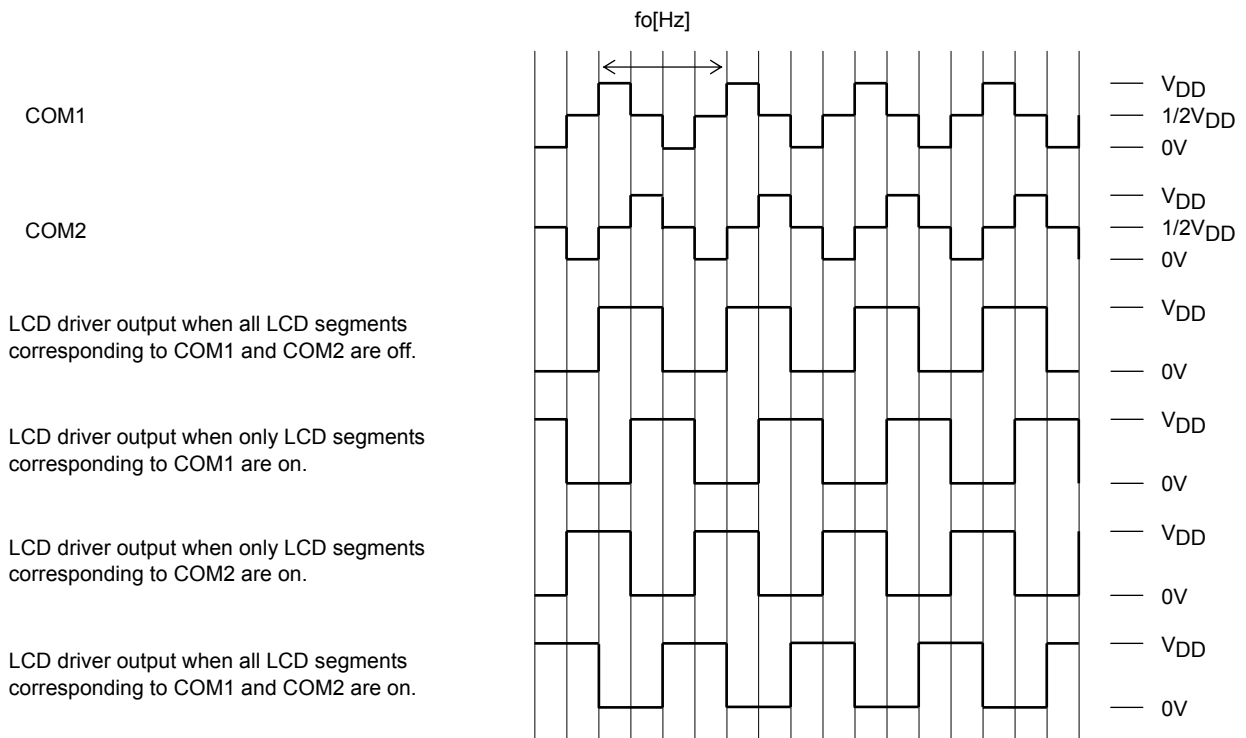 fo[Hz]
COM1
VDD
1/2VDD
0V
COM2
VDD
1/2VDD
0V
LCD driver output when all LCD segments
corresponding to COM1 and COM2 are off.
VDD
0V
LCD driver output when only LCD segments
corresponding to COM1 are on.
VDD
0V
LCD driver output when only LCD segments
corresponding to COM2 are on.
VDD
0V
LCD driver output when all LCD segments
corresponding to COM1 and COM2 are on.
VDD
0V